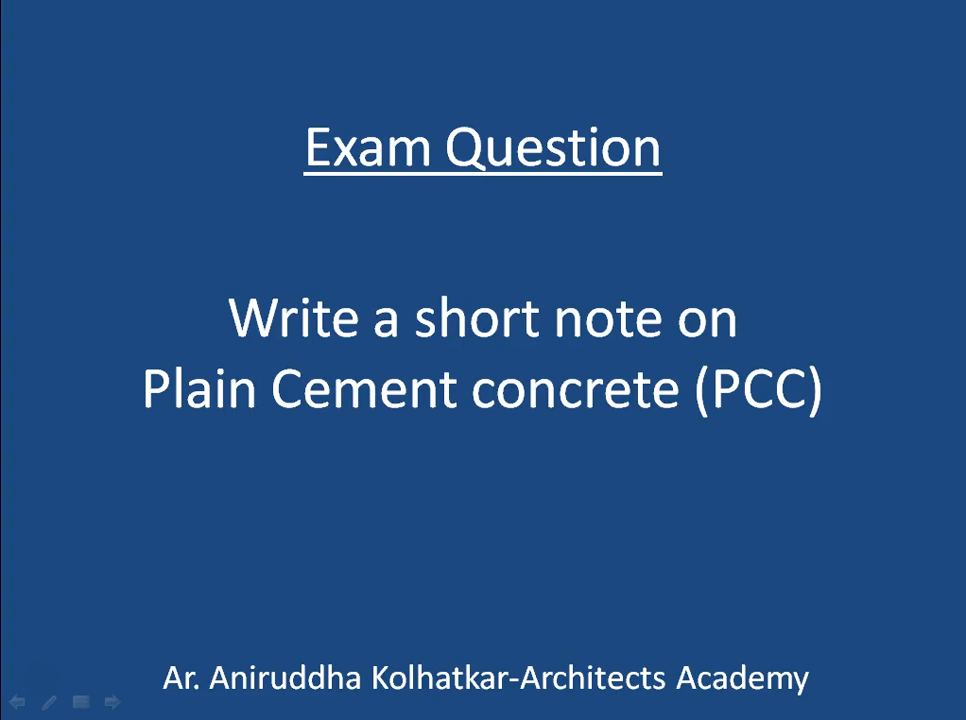 Exam Question
Write a short note on
Plain Cement concrete (PCC)
Ar. Aniruddha Kolhatkar-Architects Academy